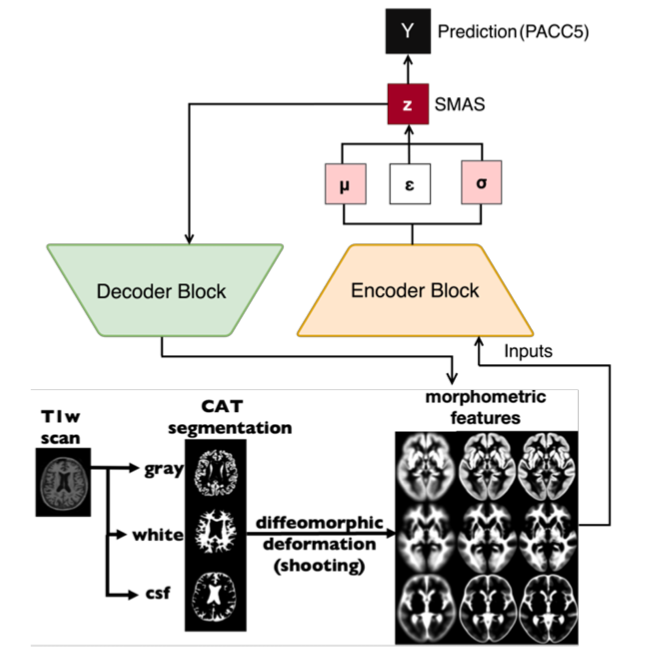 Y
Prediction (PACC5)
z
SMAS
μ
ε
σ
Decoder Block
Encoder Block
Inputs
T1w
scan
CAT
segmentation
morphometric
features
gray
white
csf
diffeomorphic
deformation
(shooting)